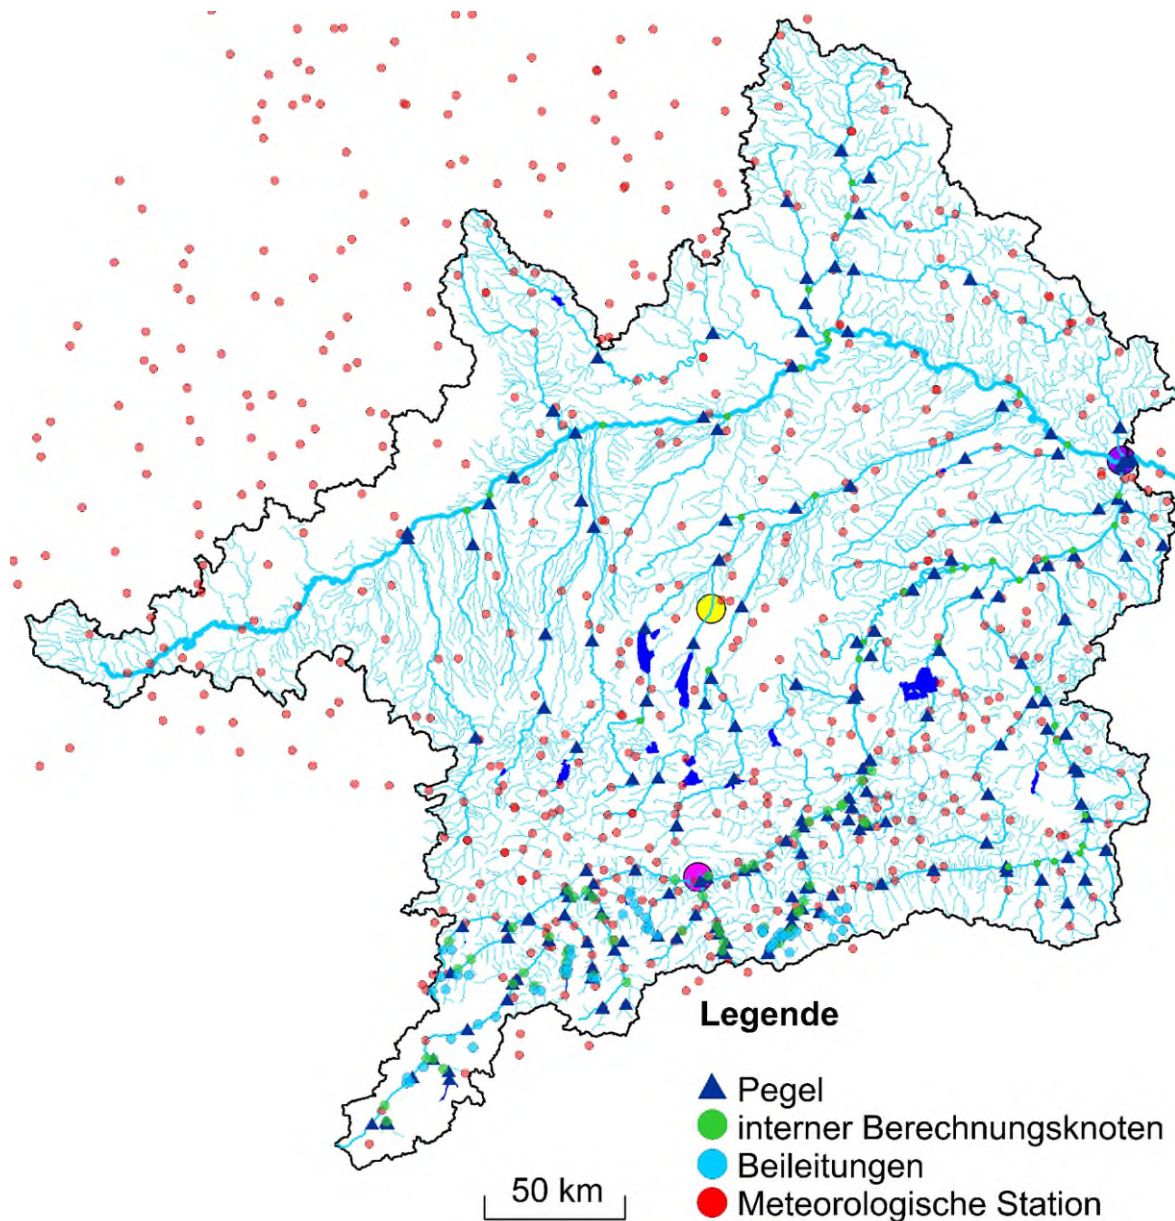 Legende
Pegel
interner Berechnungsknoten
Beileitungen
50 km
Meteorologische Station